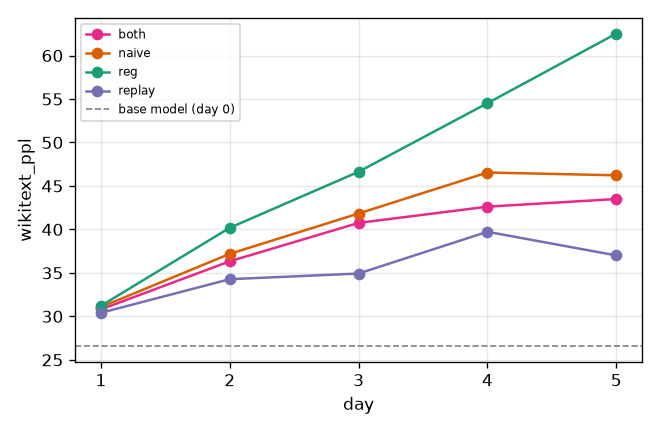 both
naive
reg
replay
base model (day 0)
60
55
50
45
40
35
30
25
wikitext_ppl
1 2 3 4 5
day